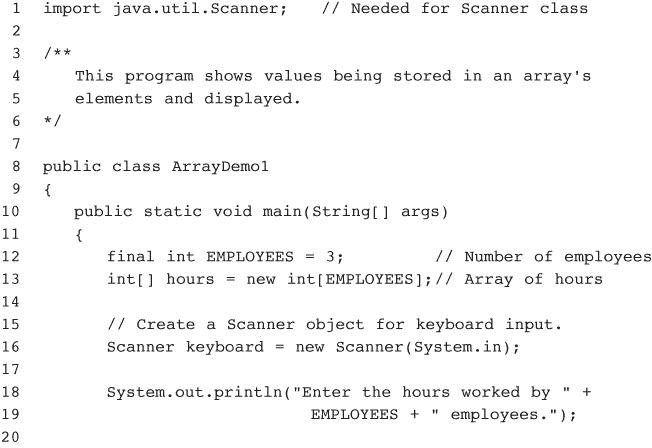 1 import java.util.Scanner; // Needed for Scanner class
2
3 /**
4 This program shows values being stored in an array's
5 elements and displayed.
6 */
7
8 public class ArrayDemo1
9 {
10 public static void main(String[] args)
11 {
12 final int EMPLOYEES = 3; // Number of employees
13 int[] hours = new int[EMPLOYEES];// Array of hours
14
15 // Create a Scanner object for keyboard input.
16 Scanner keyboard = new Scanner(System.in);
17
18 System.out.println("Enter the hours worked by " +
19 EMPLOYEES + " employees.");
20